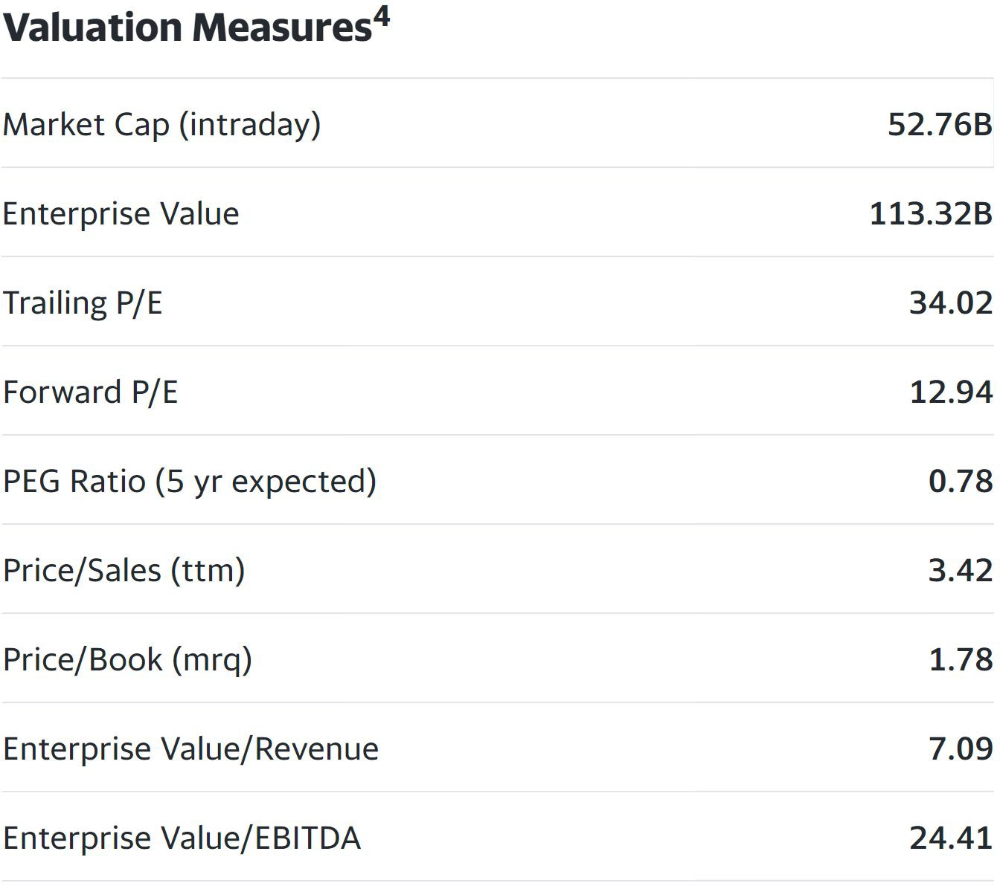 Valuation Measures4
Market Cap (intraday) 52.76B
Enterprise Value 113.32B
Trailing P/E 34.02
Forward P/E 12.94
PEG Ratio (5 yr expected) 0.78
Price/Sales (ttm) 3.42
Price/Book (mrq) 1.78
Enterprise Value/Revenue 7.09
Enterprise Value/EBITDA 24.41